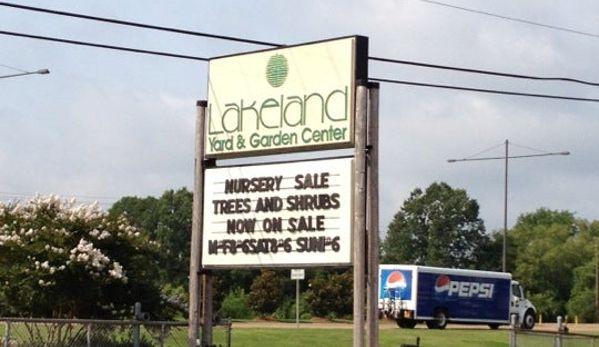 Lakeland
Yard & Garden Center
NURSERY SALE
TREES AND SHRUBS
NOW ON SALE
M-F8-6SAT8-6 SUN1-6
PEPSI